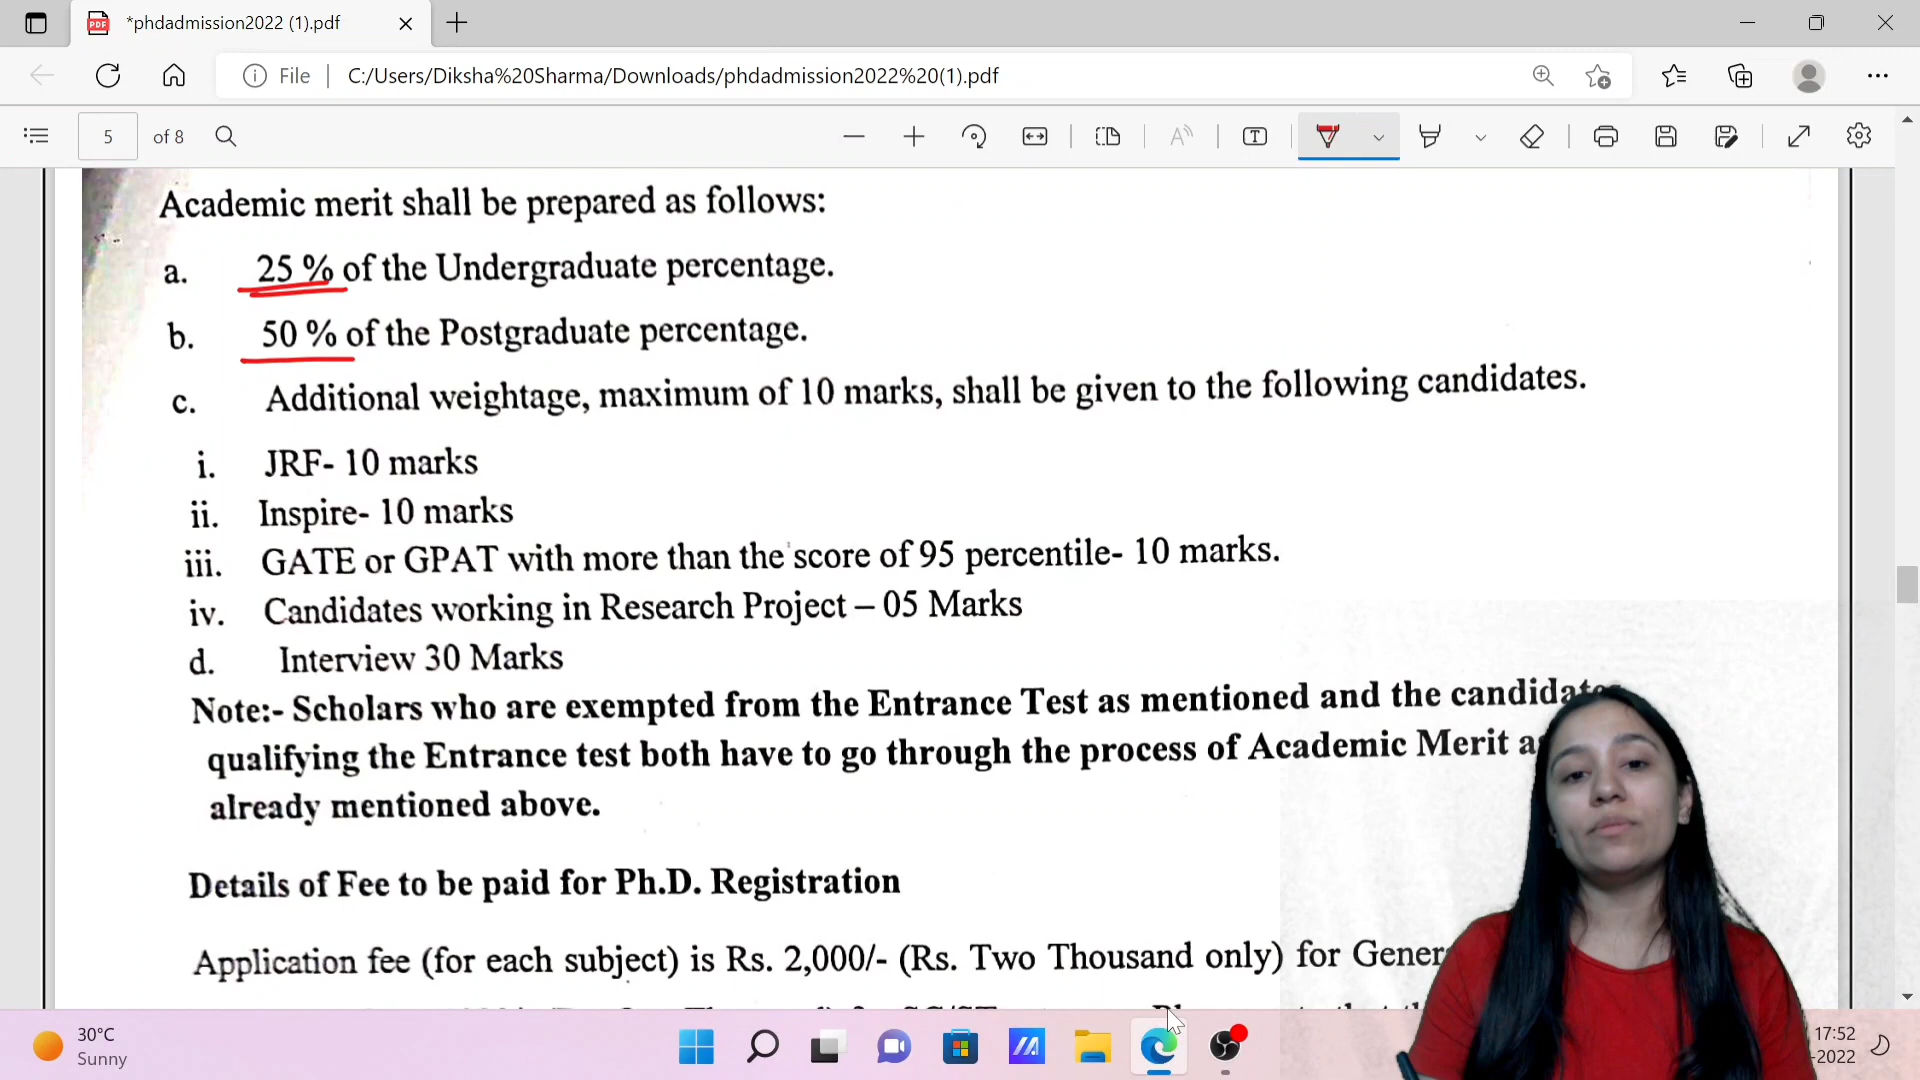 *phdadmission2022 (1).pdf
File
C:/Users/Diksha%20Sharma/Downloads/phdadmission2022%20(1).pdf
5 of 8
Academic merit shall be prepared as follows:
a. 25 % of the Undergraduate percentage.
b. 50 % of the Postgraduate percentage.
c. Additional weightage, maximum of 10 marks, shall be given to the following candidates.
i. JRF- 10 marks
ii. Inspire- 10 marks
iii. GATE or GPAT with more than the score of 95 percentile- 10 marks.
iv. Candidates working in Research Project – 05 Marks
d. Interview 30 Marks
Note:- Scholars who are exempted from the Entrance Test as mentioned and the
qualifying the Entrance test both have to go through the process of Academic Merit
already mentioned above.
Details of Fee to be paid for Ph.D. Registration
Application fee (for each subject) is Rs. 2,000/- (Rs. Two Thousand only) for
30°C
Sunny
17:52
-2022